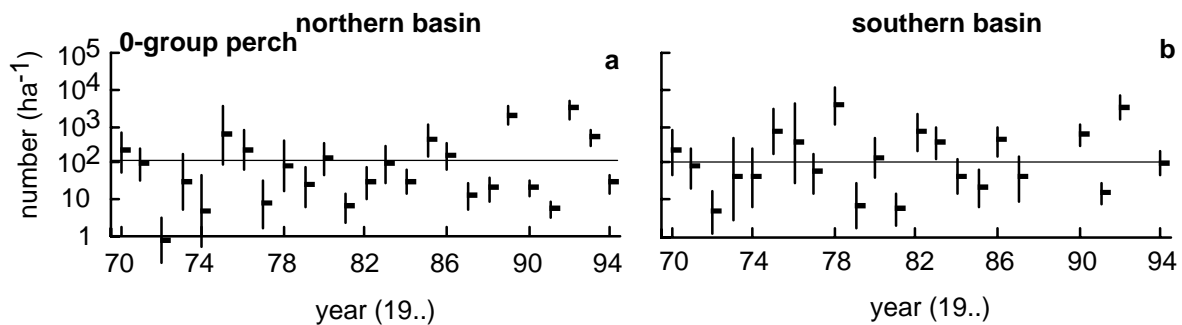 northern basin
southern basin
0-group perch
a
b
number (ha-1)
10⁵
10⁴
10³
10²
10
1
70 74 78 82 86 90 94
70 74 78 82 86 90 94
year (19..)
year (19..)